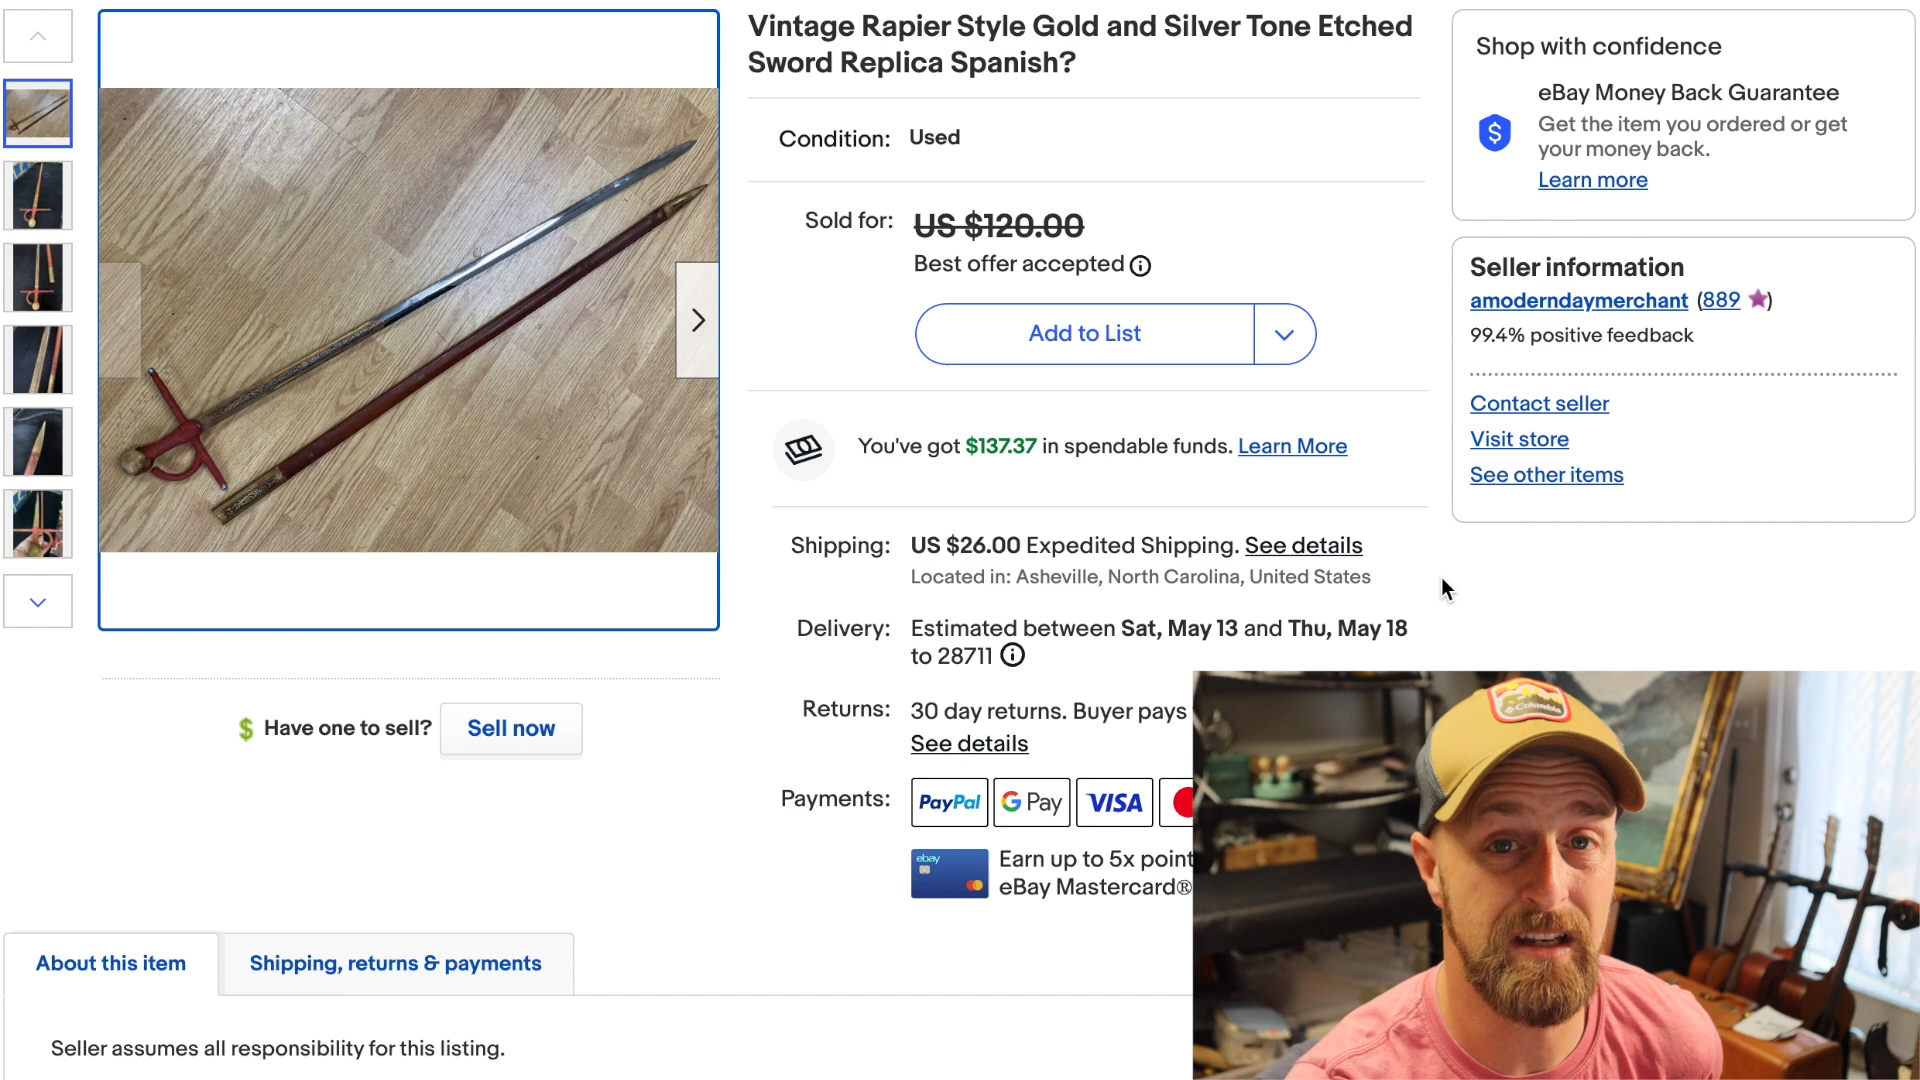 Vintage Rapier Style Gold and Silver Tone Etched
Sword Replica Spanish?
Condition: Used
Sold for: US $120.00
Best offer accepted
Add to List
You've got $137.37 in spendable funds. Learn More
Shipping: US $26.00 Expedited Shipping. See details
Located in: Asheville, North Carolina, United States
Delivery: Estimated between Sat, May 13 and Thu, May 18
to 28711
Returns: 30 day returns. Buyer pays
See details
Payments: PayPal G Pay VISA
ebay
Earn up to 5x point
eBay Mastercard®
Shop with confidence
eBay Money Back Guarantee
Get the item you ordered or get
your money back.
Learn more
Seller information
amoderndaymerchant (889)
99.4% positive feedback
Contact seller
Visit store
See other items
$ Have one to sell? Sell now
About this item
Shipping, returns & payments
Seller assumes all responsibility for this listing.
Columbia